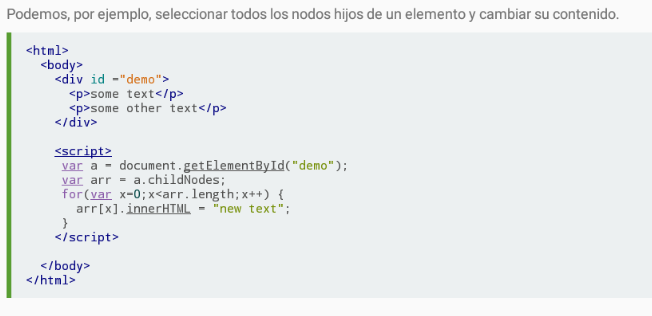 Podemos, por ejemplo, seleccionar todos los nodos hijos de un elemento y cambiar su contenido.
<html>
<body>
<div id ="demo">
<p>some text</p>
<p>some other text</p>
</div>
<script>
var a = document.getElementById("demo");
var arr = a.childNodes;
for(var x=0;x<arr.length;x++) {
arr[x].innerHTML = "new text";
}
</script>
</body>
</html>